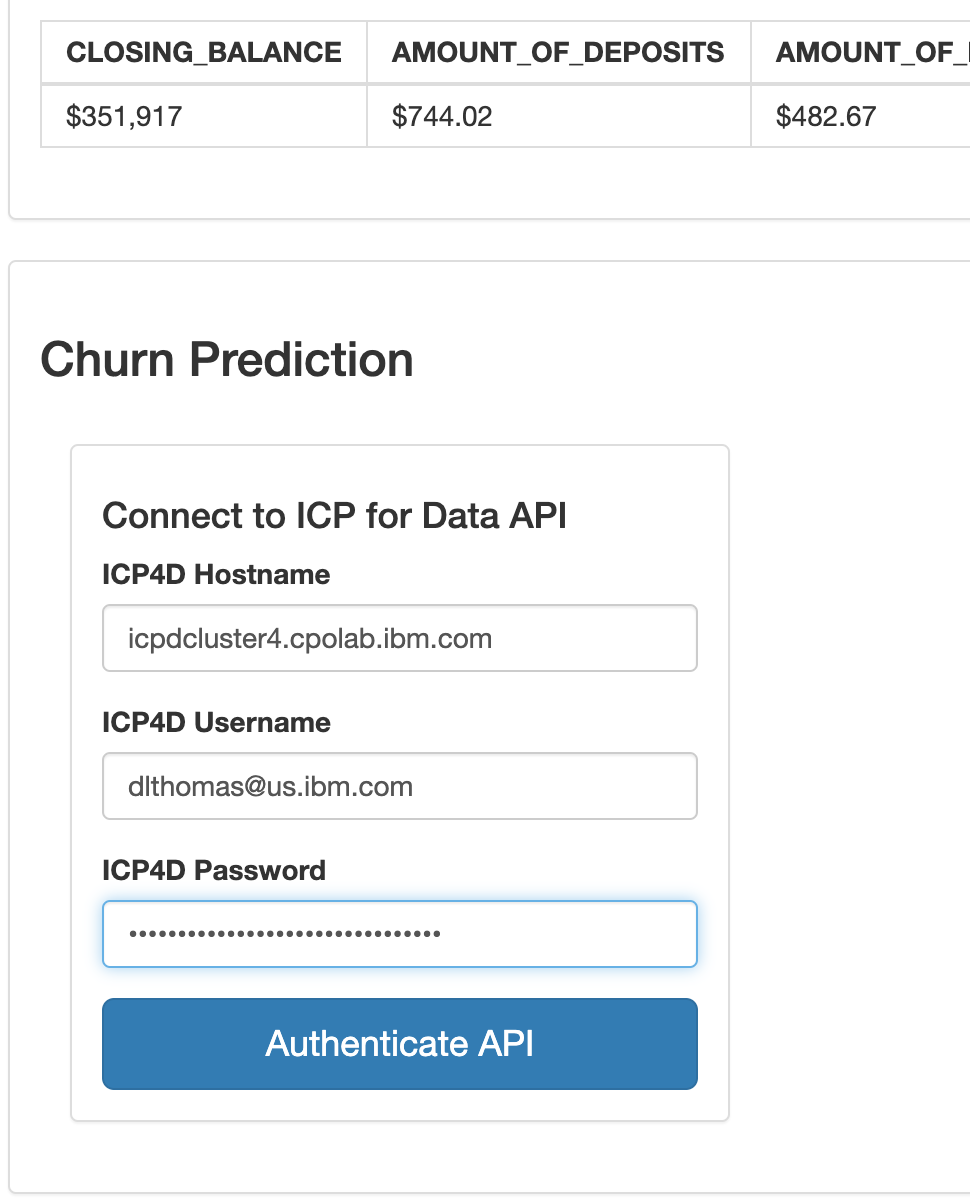 CLOSING_BALANCE AMOUNT_OF_DEPOSITS AMOUNT_OF_
$351,917 $744.02 $482.67
Churn Prediction
Connect to ICP for Data API
ICP4D Hostname
icpdcluster4.cpolab.ibm.com
ICP4D Username
dlthomas@us.ibm.com
ICP4D Password
••••••••••••••••••••••••••••••••
Authenticate API